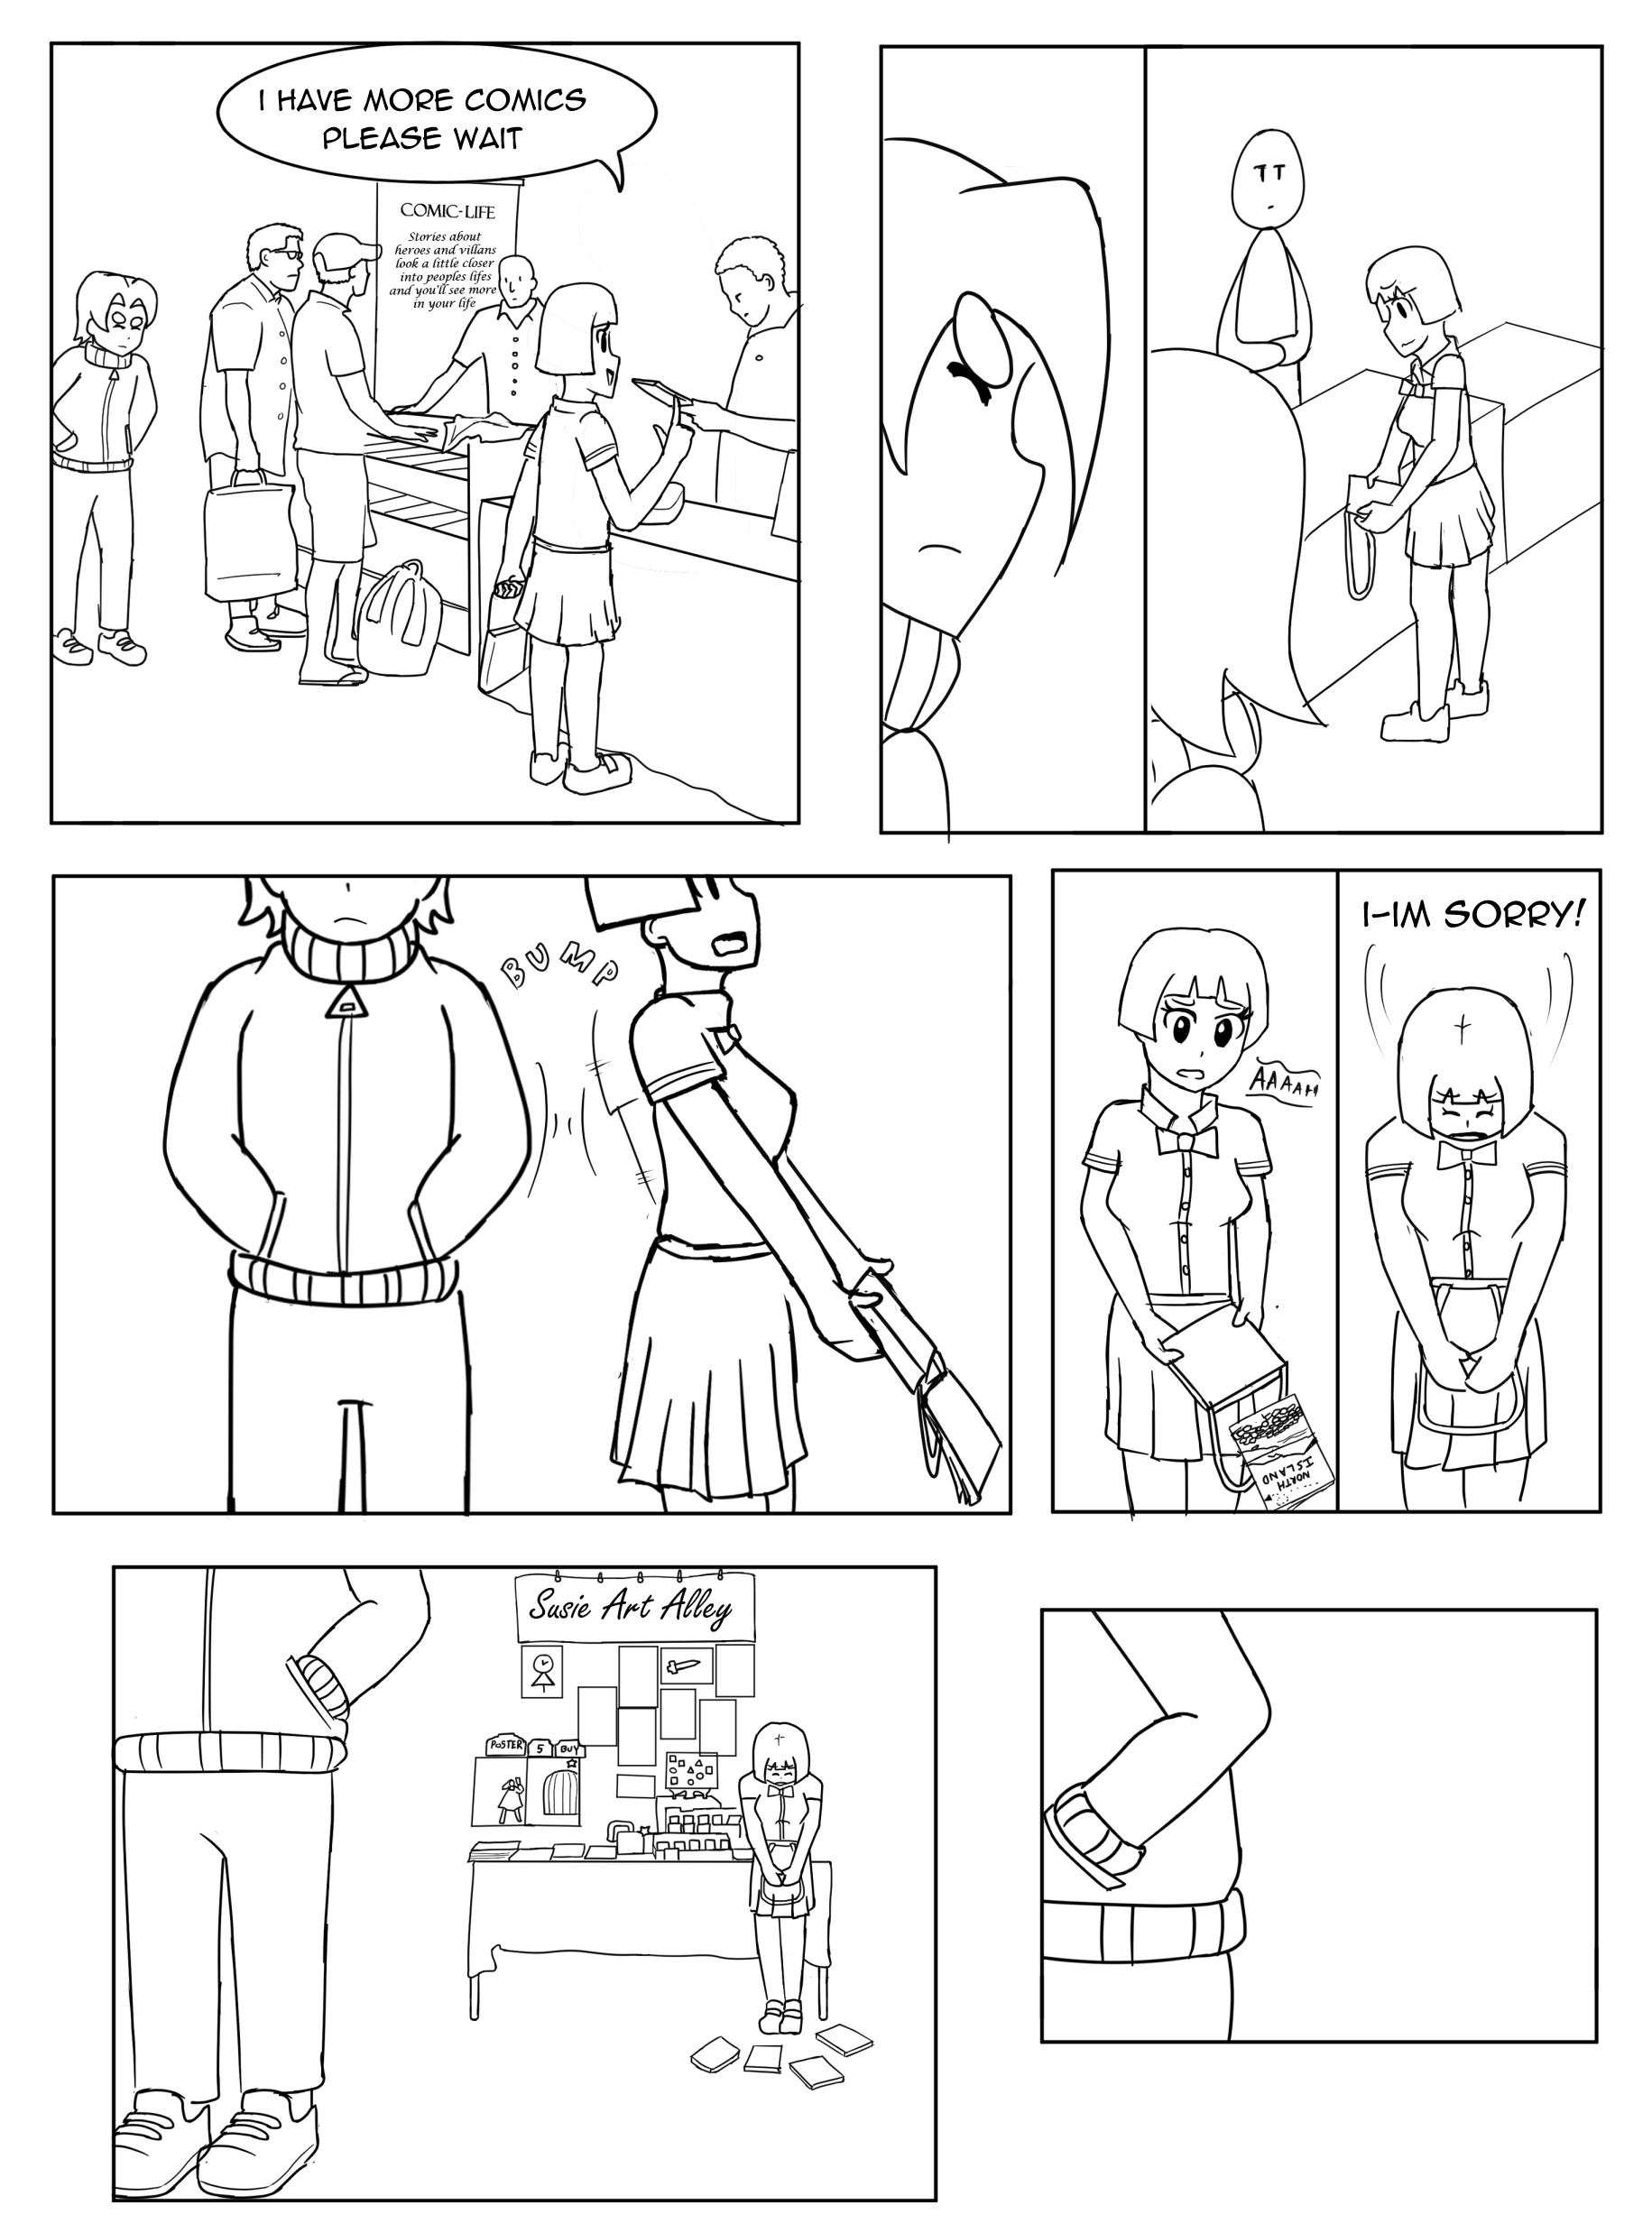 I HAVE MORE COMICS
PLEASE WAIT
COMIC-LIFE
Stories about
heroes and villans
look a little closer
into peoples lifes
and you'll see more
in your life
TT
BUMP
AAAAH
NORTH
ISLAND
I-IM SORRY!
Susie Art Alley
POSTER
5
BUY